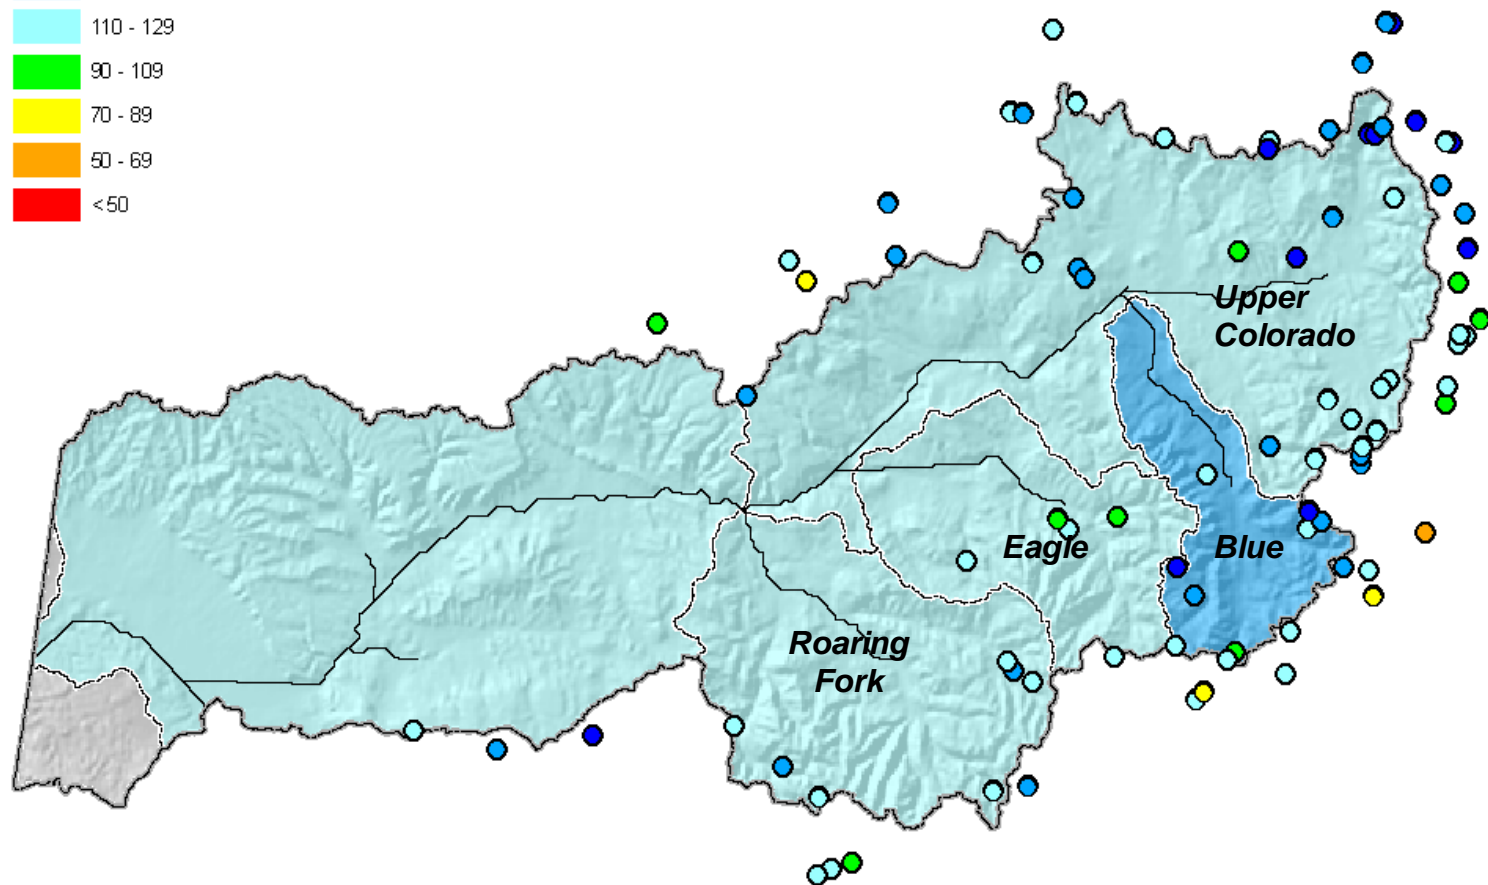 110 - 129
90 - 109
70 - 89
50 - 69
<50
Upper
Colorado
Eagle
Blue
Roaring
Fork